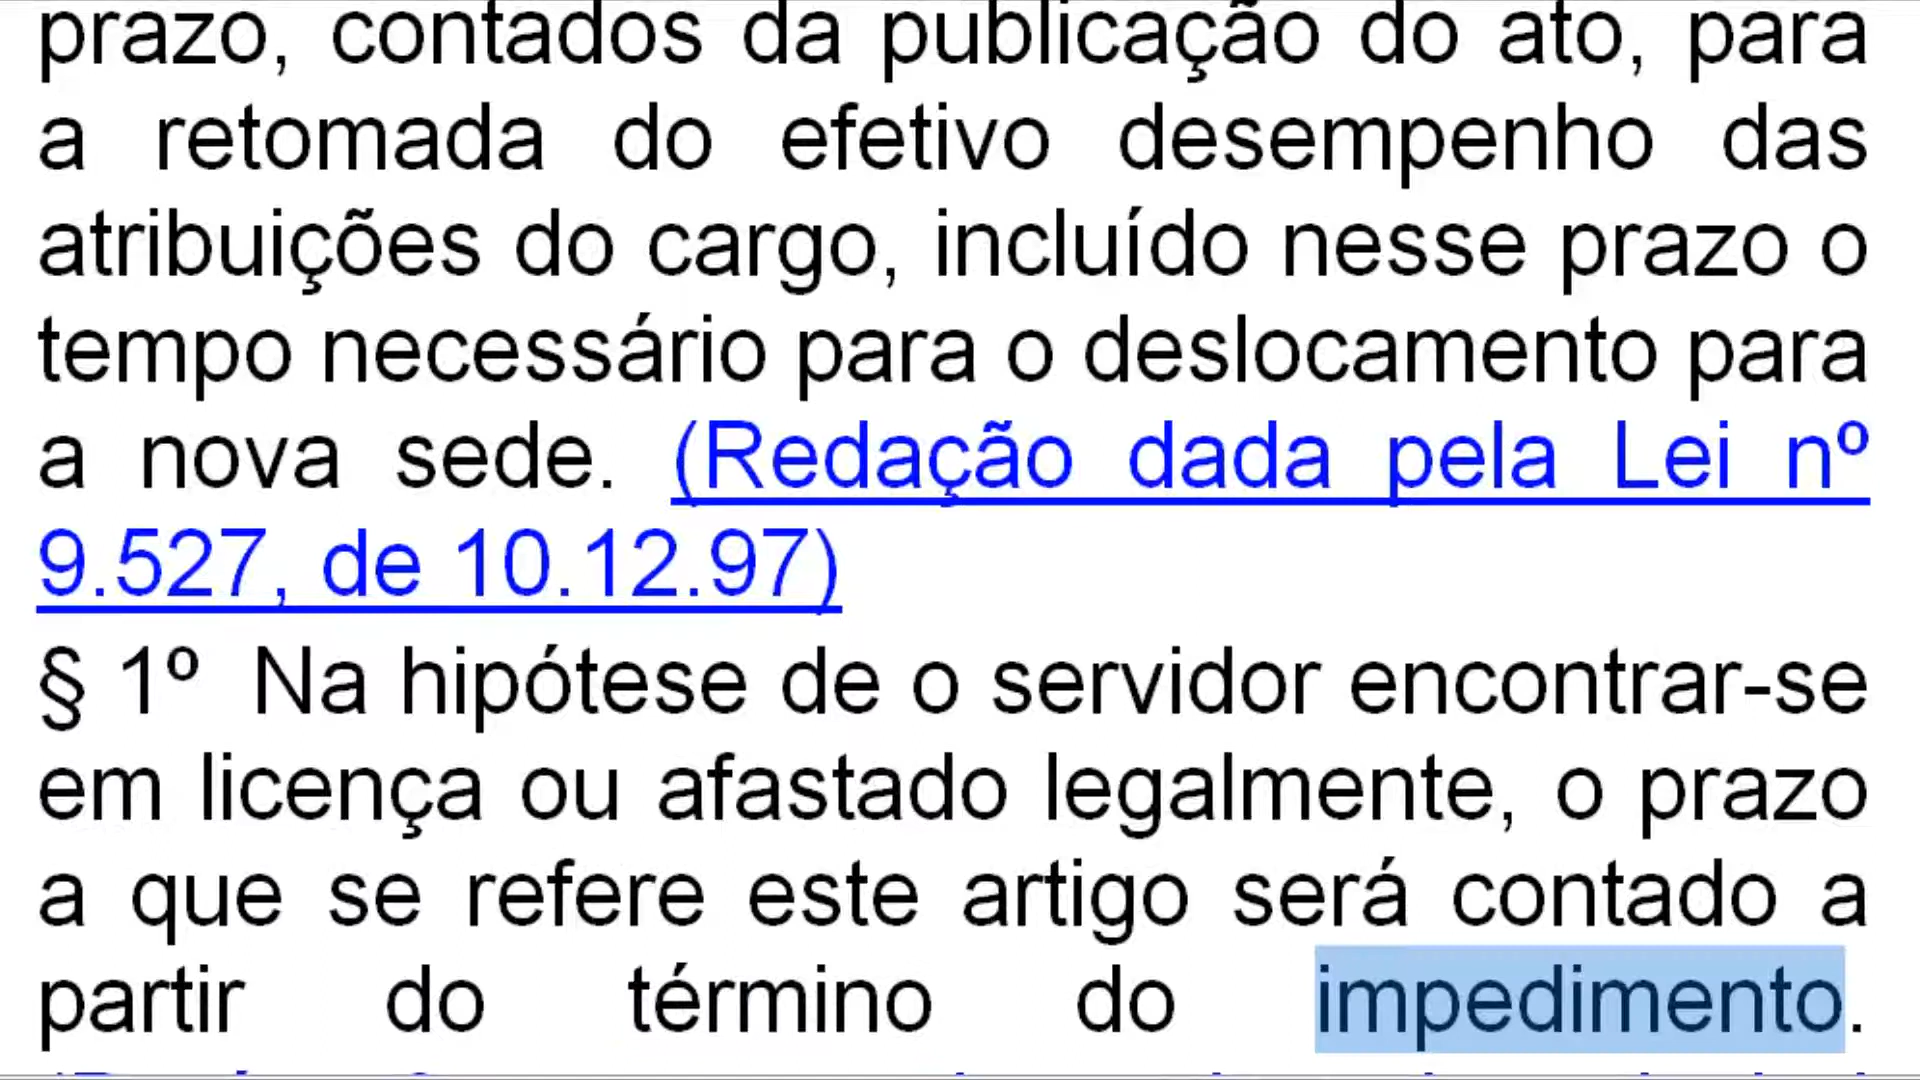 prazo, contados da publicação do ato, para
a retomada do efetivo desempenho das
atribuições do cargo, incluído nesse prazo o
tempo necessário para o deslocamento para
a nova sede. (Redação dada pela Lei nº
9.527, de 10.12.97)
§ 1º Na hipótese de o servidor encontrar-se
em licença ou afastado legalmente, o prazo
a que se refere este artigo será contado a
partir do término do impedimento.